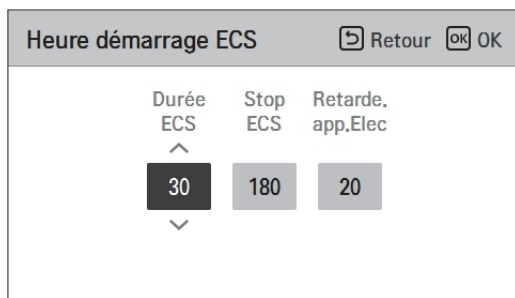 Heure démarrage ECS Retour OK OK
Durée Stop Retarde.
ECS ECS app.Elec
30 180 20